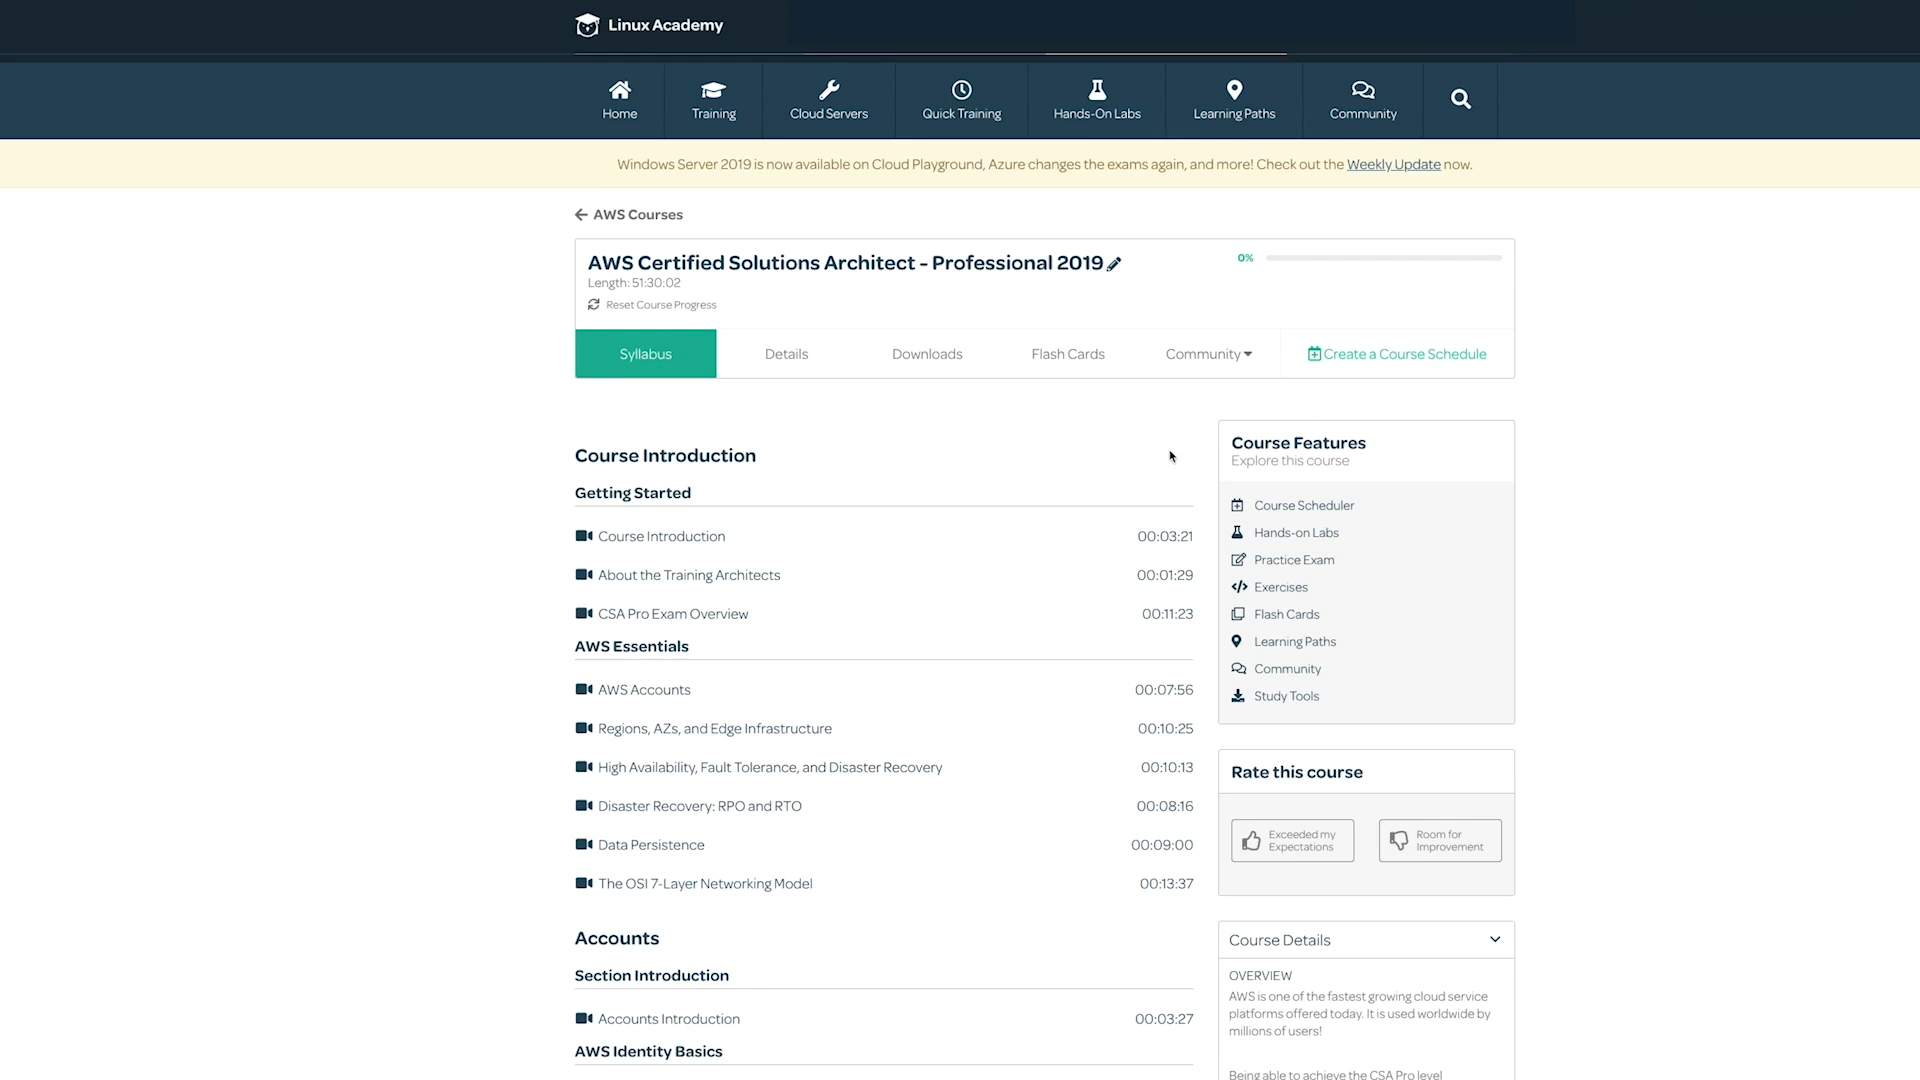 Linux Academy
Home
Training
Cloud Servers
Quick Training
Hands-On Labs
Learning Paths
Community
Windows Server 2019 is now available on Cloud Playground, Azure changes the exams again, and more! Check out the Weekly Update now.
AWS Courses
AWS Certified Solutions Architect - Professional 2019
0%
Length: 51:30:02
Reset Course Progress
Syllabus
Details
Downloads
Flash Cards
Community
Create a Course Schedule
Course Introduction
Getting Started
Course Introduction 00:03:21
About the Training Architects 00:01:29
CSA Pro Exam Overview 00:11:23
AWS Essentials
AWS Accounts 00:07:56
Regions, AZs, and Edge Infrastructure 00:10:25
High Availability, Fault Tolerance, and Disaster Recovery 00:10:13
Disaster Recovery: RPO and RTO 00:08:16
Data Persistence 00:09:00
The OSI 7-Layer Networking Model 00:13:37
Accounts
Section Introduction
Accounts Introduction 00:03:27
AWS Identity Basics
Course Features
Explore this course
Course Scheduler
Hands-on Labs
Practice Exam
Exercises
Flash Cards
Learning Paths
Community
Study Tools
Rate this course
Exceeded my
Expectations
Room for
Improvement
Course Details
OVERVIEW
AWS is one of the fastest growing cloud service
platforms offered today. It is used worldwide by
millions of users!
Being able to achieve the CSA Pro level